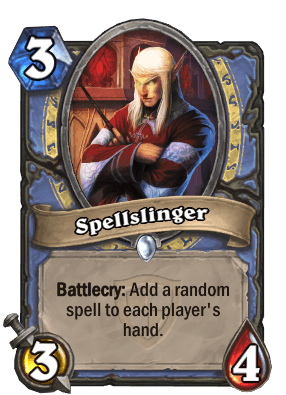 3
Spellslinger
Battlecry: Add a random
spell to each player's
hand.
3
4